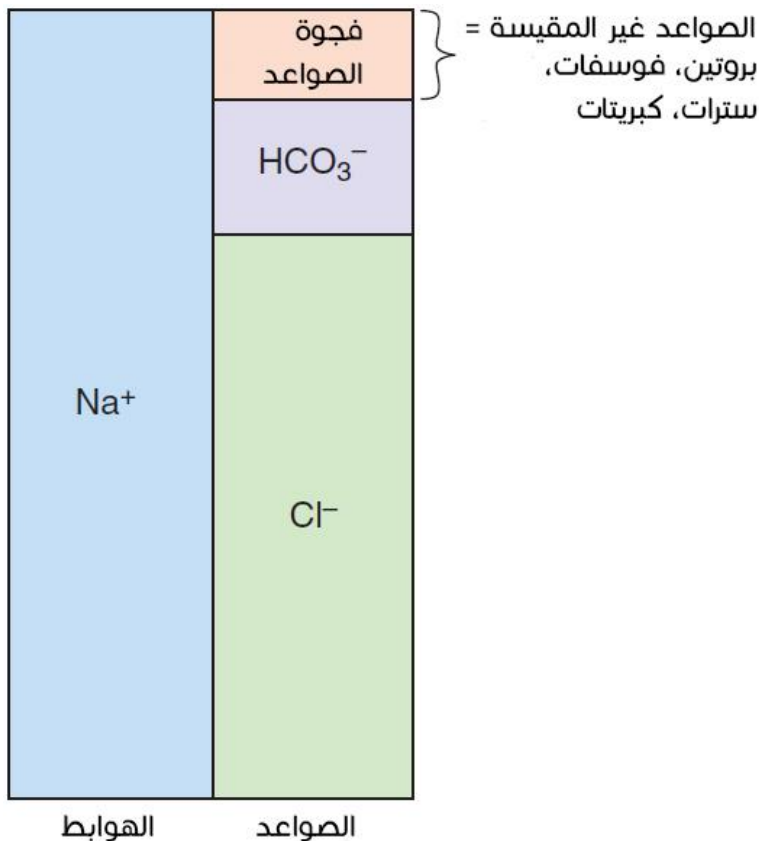 فجوة
الصواعد
الصواعد غير المقيسة =
بروتين، فوسفات،
سترات، كبريتات
HCO₃⁻
Na⁺
Cl⁻
الهوابط
الصواعد